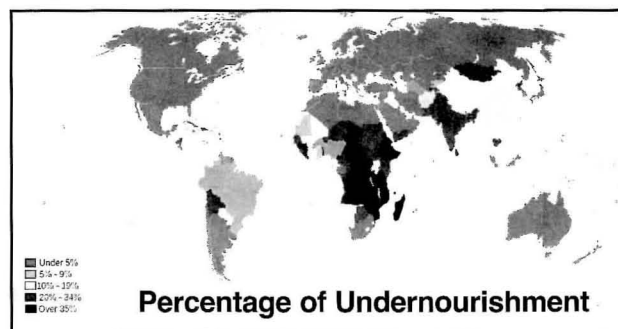 Under 5%
5% - 9%
10% - 19%
20% - 34%
Over 35%
Percentage of Undernourishment